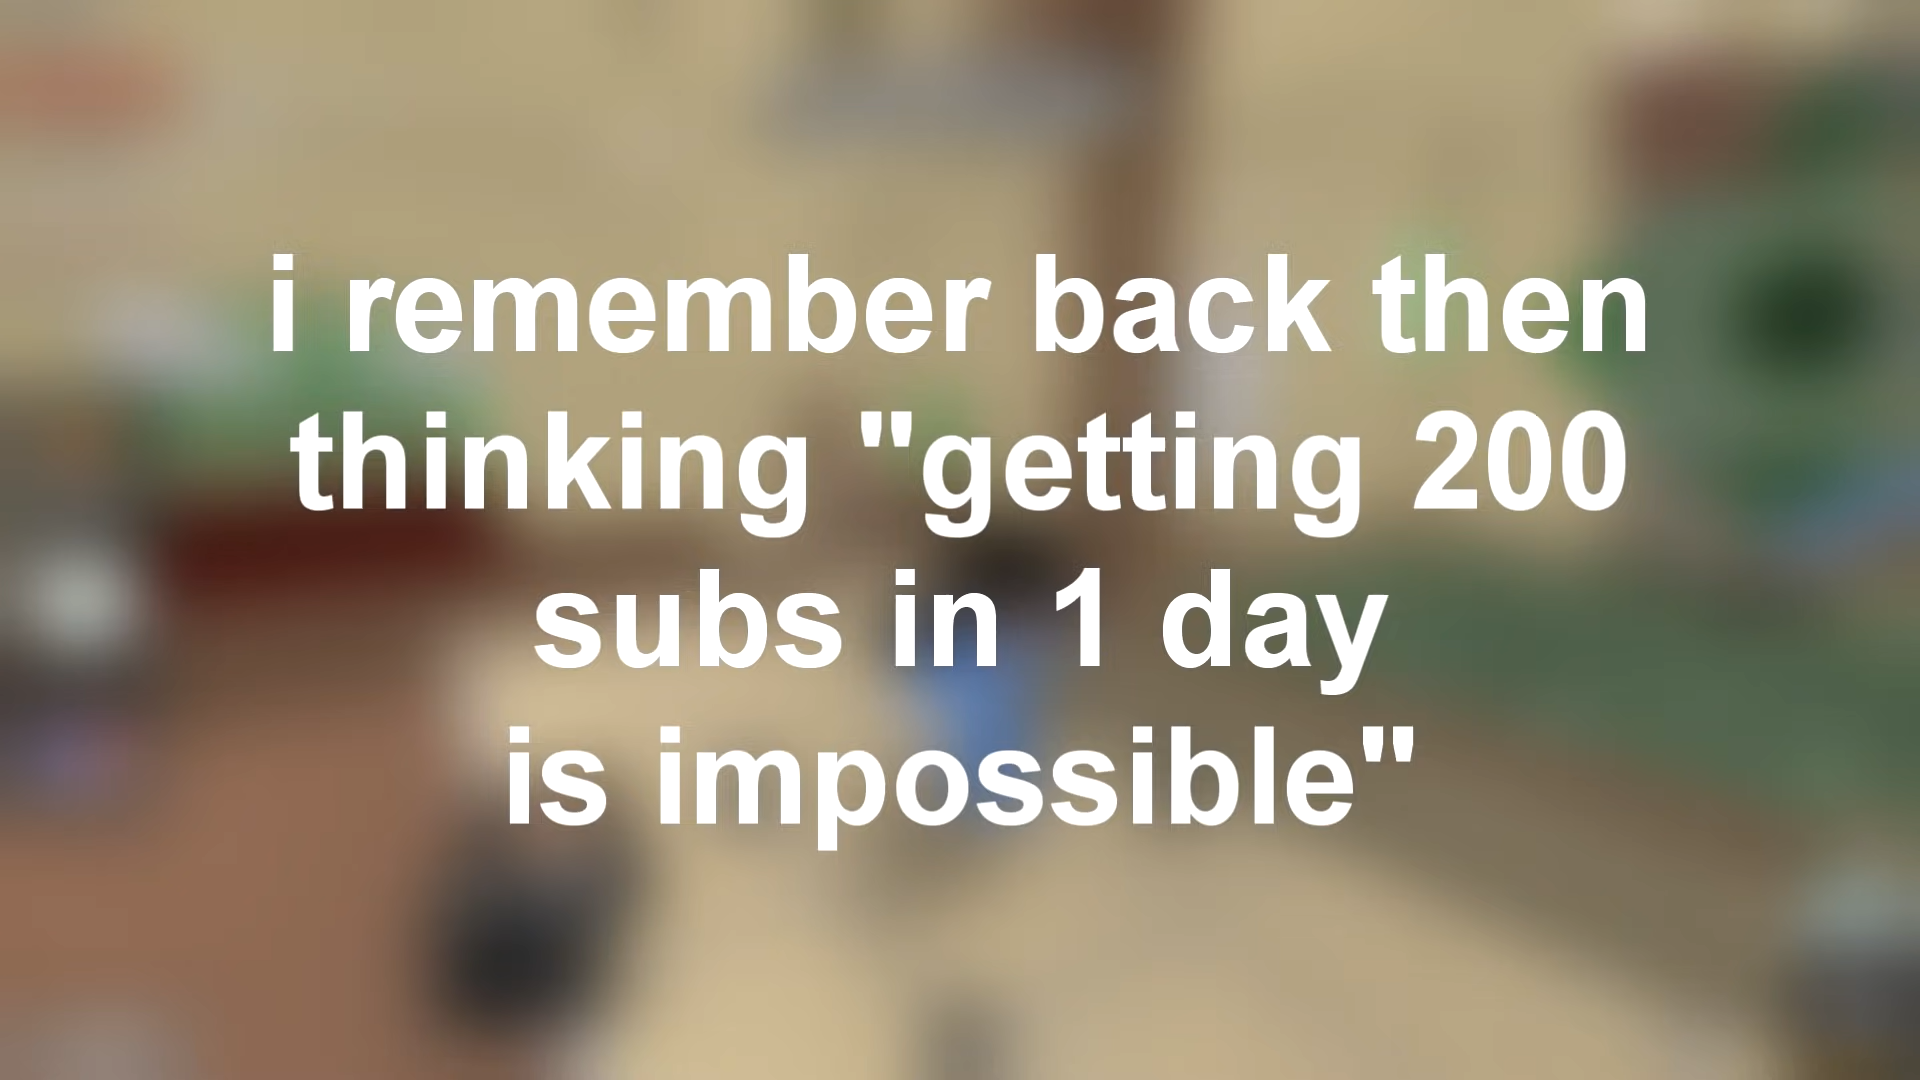 i remember back then
thinking "getting 200
subs in 1 day
is impossible"